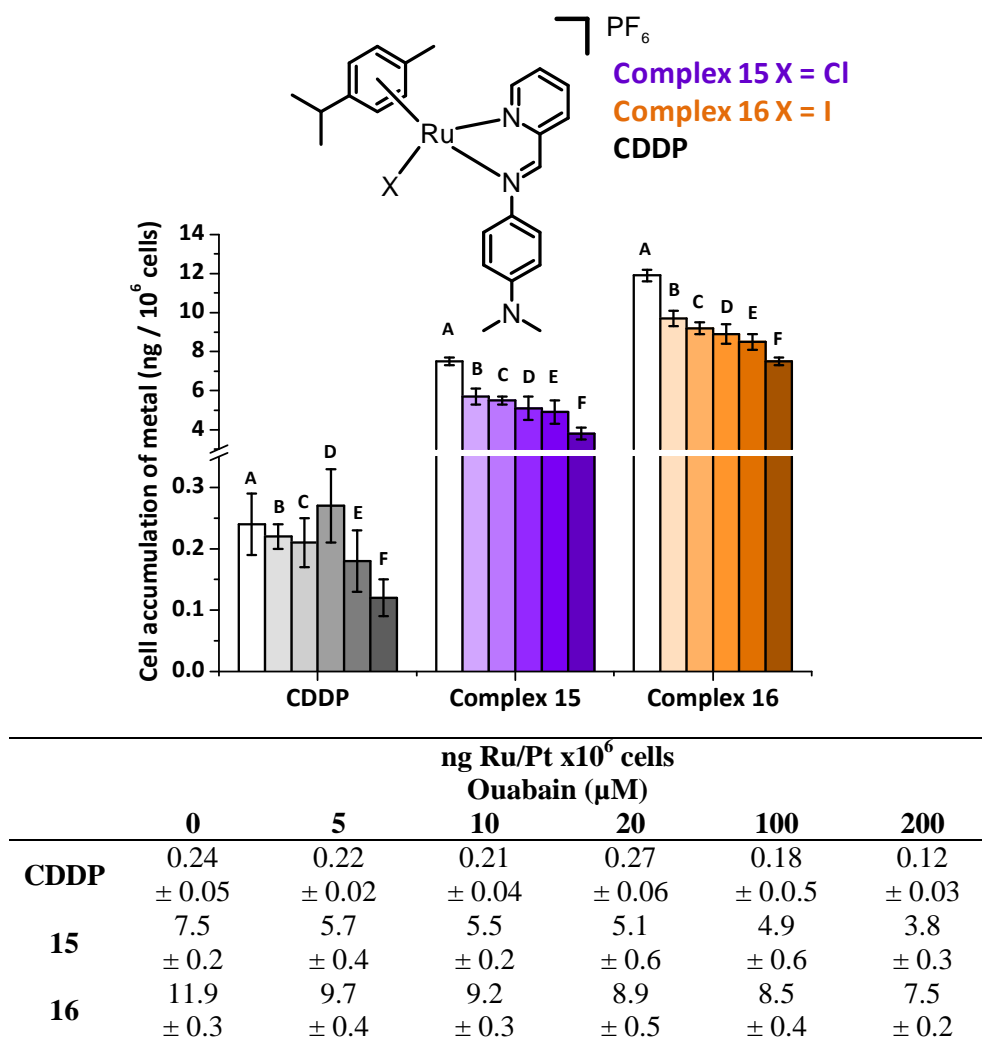 PF6
Complex 15 X = Cl
Complex 16 X = I
CDDP
Ru
N
N
X
N
Cell accumulation of metal (ng / 10^6 cells)
14
12
10
8
6
4
0.3
0.2
0.1
0.0
A B C D E F
A B C D E F
A B C D E F
CDDP Complex 15 Complex 16
ng Ru/Pt x10^6 cells
Ouabain (µM)
0 5 10 20 100 200
CDDP 0.24 0.22 0.21 0.27 0.18 0.12
± 0.05 ± 0.02 ± 0.04 ± 0.06 ± 0.0.5 ± 0.03
15 7.5 5.7 5.5 5.1 4.9 3.8
± 0.2 ± 0.4 ± 0.2 ± 0.6 ± 0.6 ± 0.3
16 11.9 9.7 9.2 8.9 8.5 7.5
± 0.3 ± 0.4 ± 0.3 ± 0.5 ± 0.4 ± 0.2